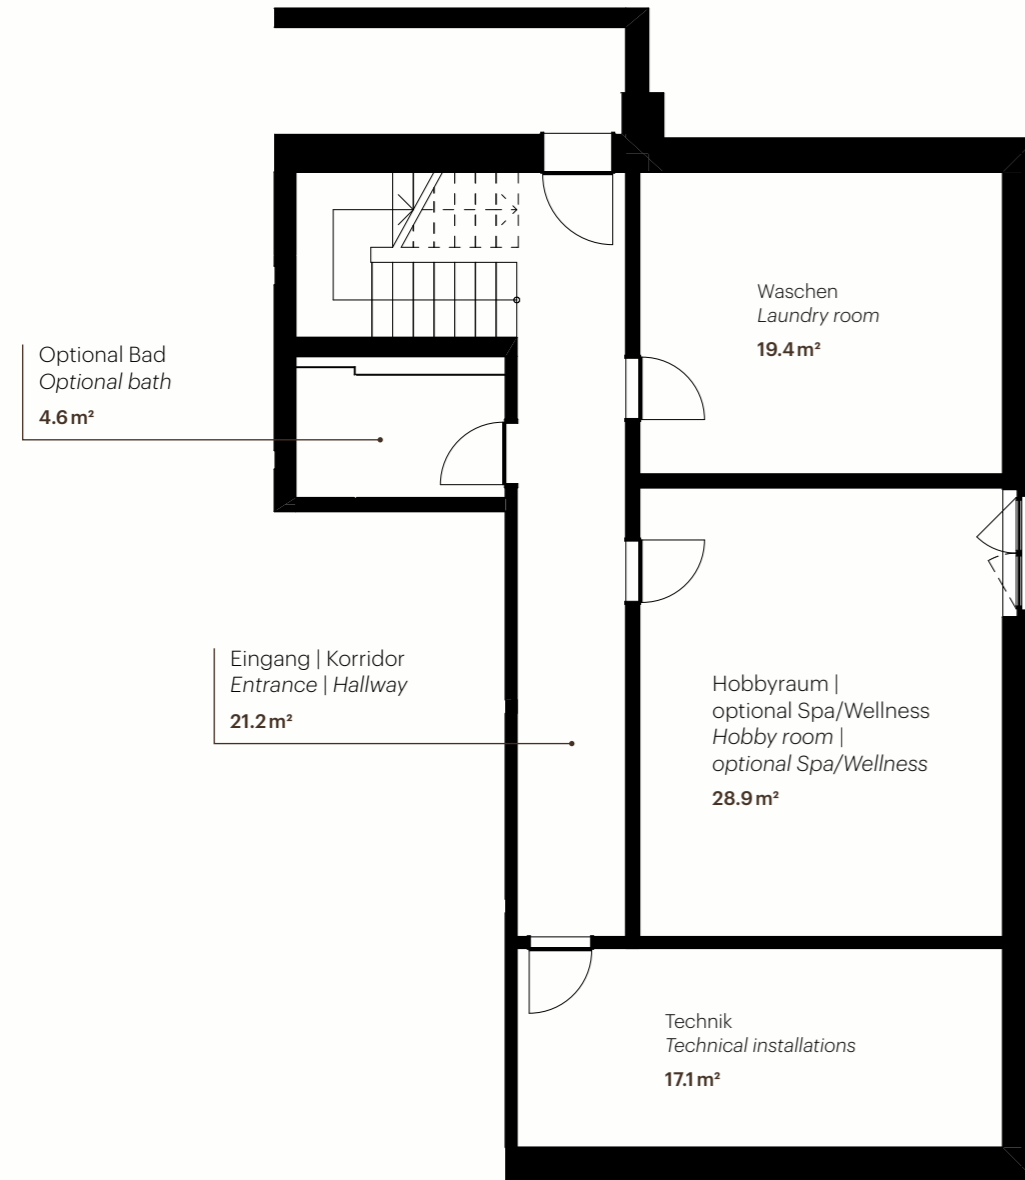 Waschen
Laundry room
19.4 m²
Optional Bad
Optional bath
4.6 m²
Eingang | Korridor
Entrance | Hallway
21.2 m²
Hobbyraum |
optional Spa/Wellness
Hobby room |
optional Spa/Wellness
28.9 m²
Technik
Technical installations
17.1 m²